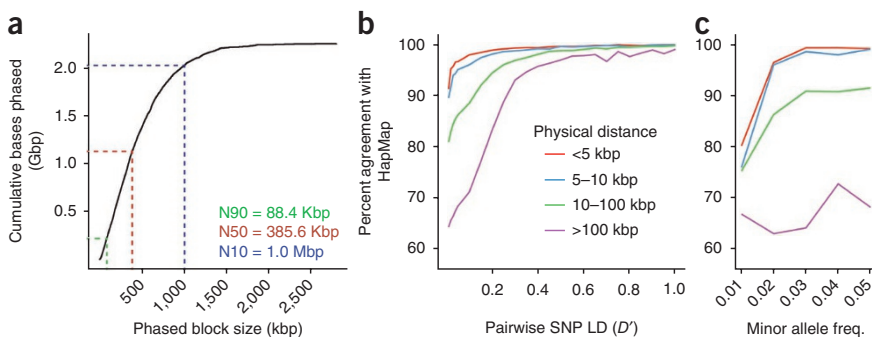 a
Cumulative bases phased
(Gbp)
2.0
1.5
1.0
0.5
N90 = 88.4 Kbp
N50 = 385.6 Kbp
N10 = 1.0 Mbp
500
1,000
1,500
2,000
2,500
Phased block size (kbp)
b
Percent agreement with
HapMap
100
90
80
70
60
Physical distance
<5 kbp
5–10 kbp
10–100 kbp
>100 kbp
0.2
0.4
0.6
0.8
1.0
Pairwise SNP LD (D′)
c
100
90
80
70
60
0.01
0.02
0.03
0.04
0.05
Minor allele freq.